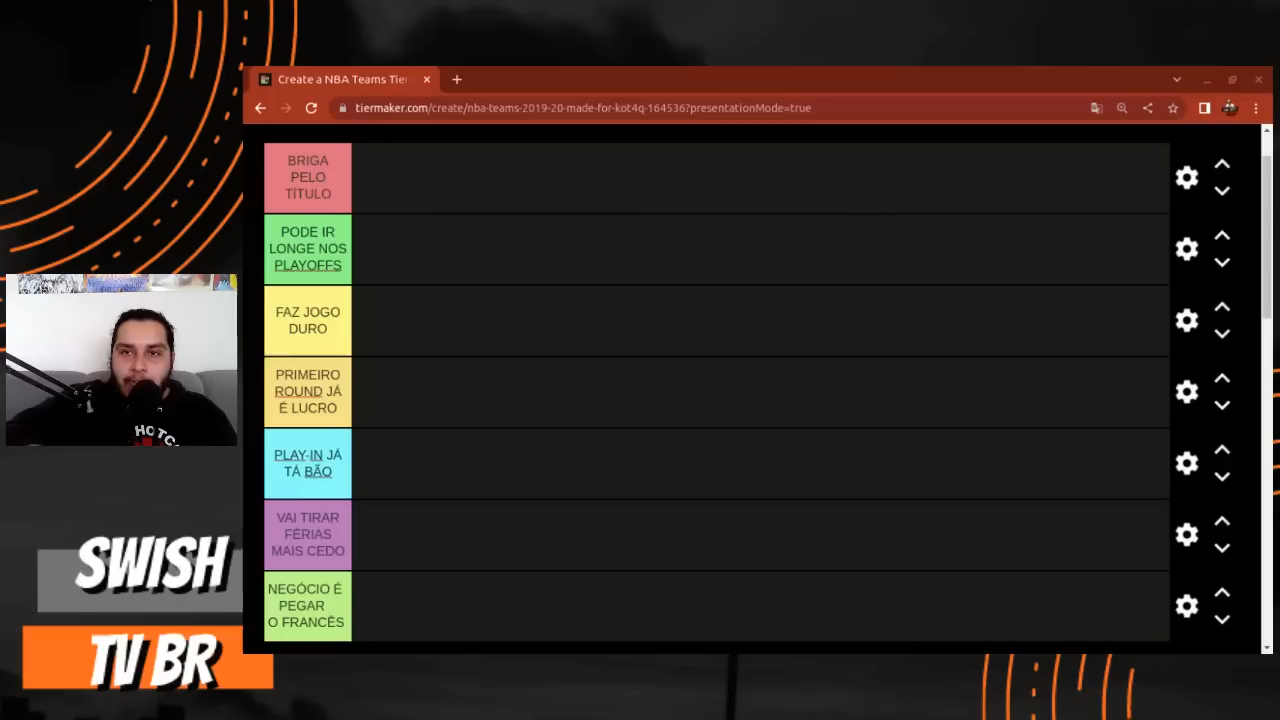 Create a NBA Teams Tier
tiermaker.com/create/nba-teams-2019-20-made-for-kot4q-164536?presentationMode=true
BRIGA
PELO
TÍTULO
PODE IR
LONGE NOS
PLAYOFFS
FAZ JOGO
DURO
PRIMEIRO
ROUND JÁ
É LUCRO
PLAY-IN JÁ
TÁ BÃO
VAI TIRAR
FÉRIAS
MAIS CEDO
NEGÓCIO É
PEGAR
O FRANCÊS
SWISH
TV BR